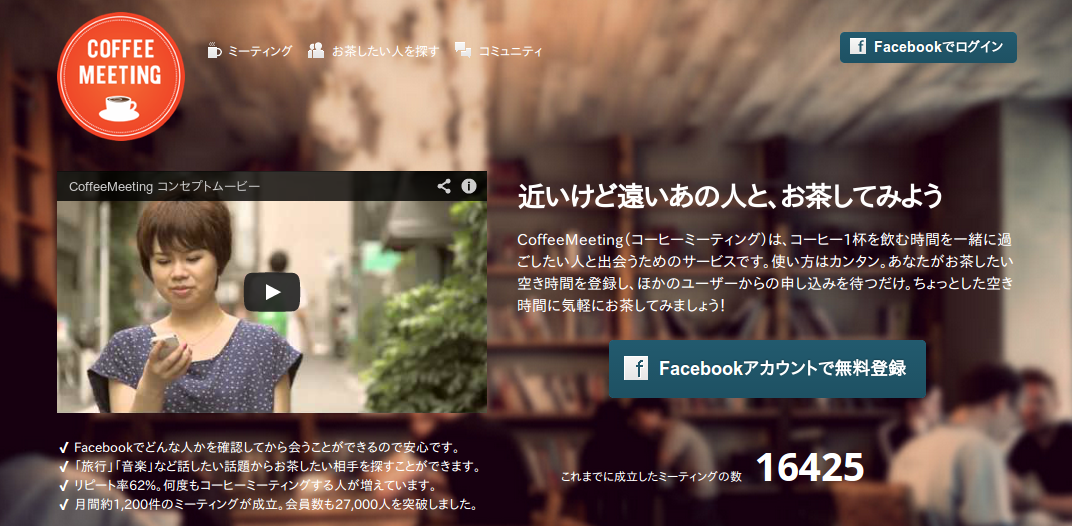 COFFEE
MEETING
ミーティング
お茶したい人を探す
コミュニティ
Facebookでログイン
CoffeeMeeting コンセプトムービー
近いけど遠いあの人と、お茶してみよう
CoffeeMeeting（コーヒーミーティング）は、コーヒー1杯を飲む時間を一緒に過
ごしたい人と出会うためのサービスです。使い方はカンタン。あなたがお茶したい
空き時間を登録し、ほかのユーザーからの申し込みを待つだけ。ちょっとした空き
時間に気軽にお茶してみましょう！
Facebookアカウントで無料登録
✓ Facebookでどんな人かを確認してから会うことができるので安心です。
✓ 「旅行」「音楽」など話したい話題からお茶したい相手を探すことができます。
✓ リピート率62%。何度もコーヒーミーティングする人が増えています。
✓ 月間約1,200件のミーティングが成立。会員数も27,000人を突破しました。
これまでに成立したミーティングの数 16425